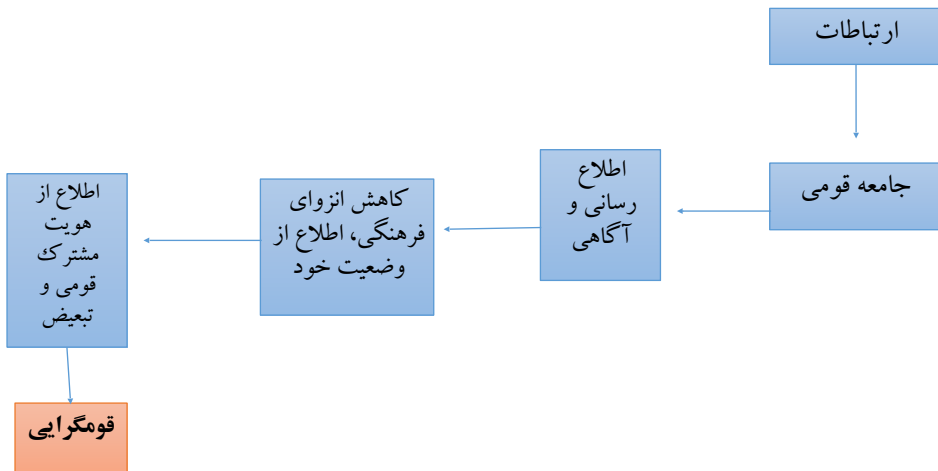 ارتباطات
جامعه قومی
اطلاع
رسانی و
آگاهی
کاهش انزوای
فرهنگی، اطلاع از
وضعیت خود
اطلاع از
هویت
مشترك
قومی و
تبعیض
قومگرایی